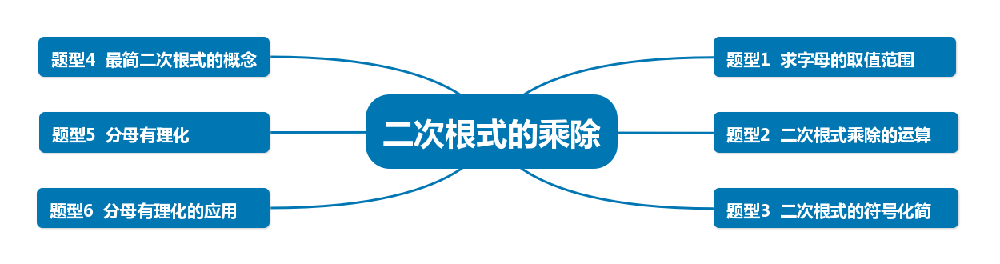 二次根式的乘除
题型1 求字母的取值范围
题型2 二次根式乘除的运算
题型3 二次根式的符号化简
题型4 最简二次根式的概念
题型5 分母有理化
题型6 分母有理化的应用